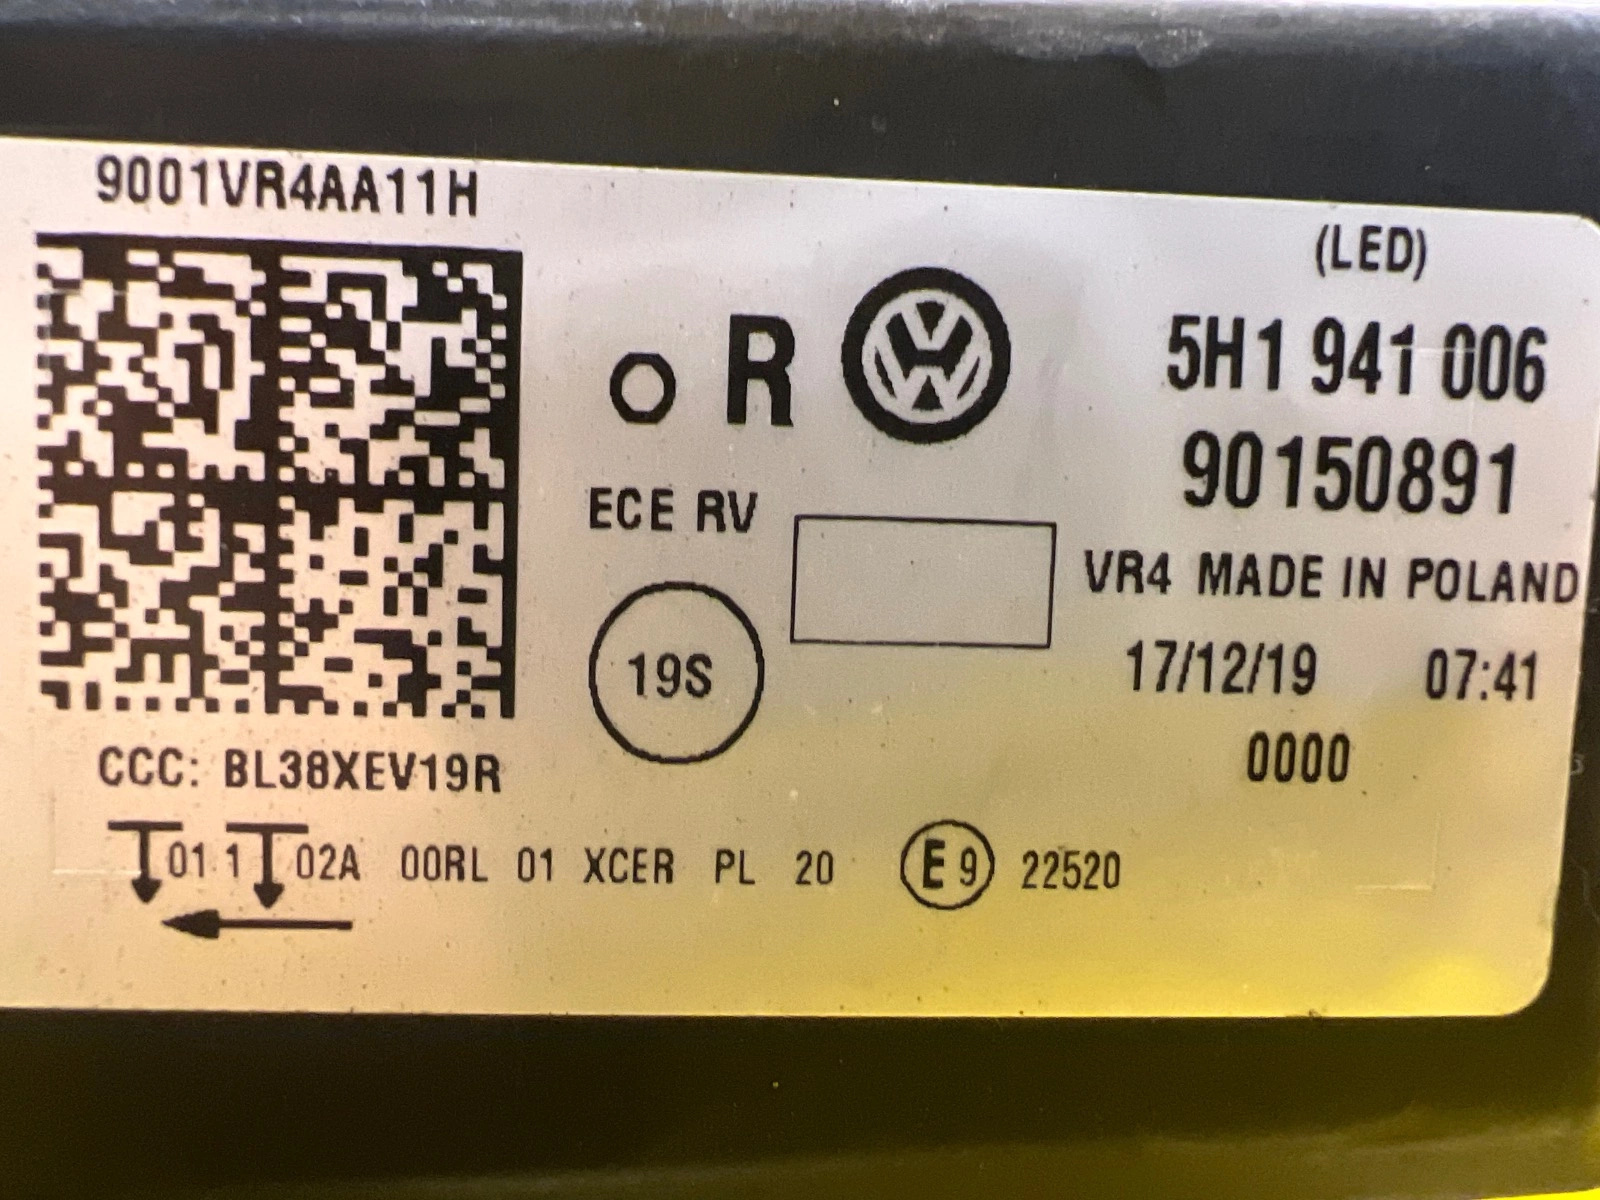 9001VR4AA11H
(LED)
R
5H1 941 006
90150891
ECE RV
VR4 MADE IN POLAND
19S
17/12/19 07:41
CCC: BL38XEV19R
0000
01 1 02A 00RL 01 XCER PL 20 E9 22520